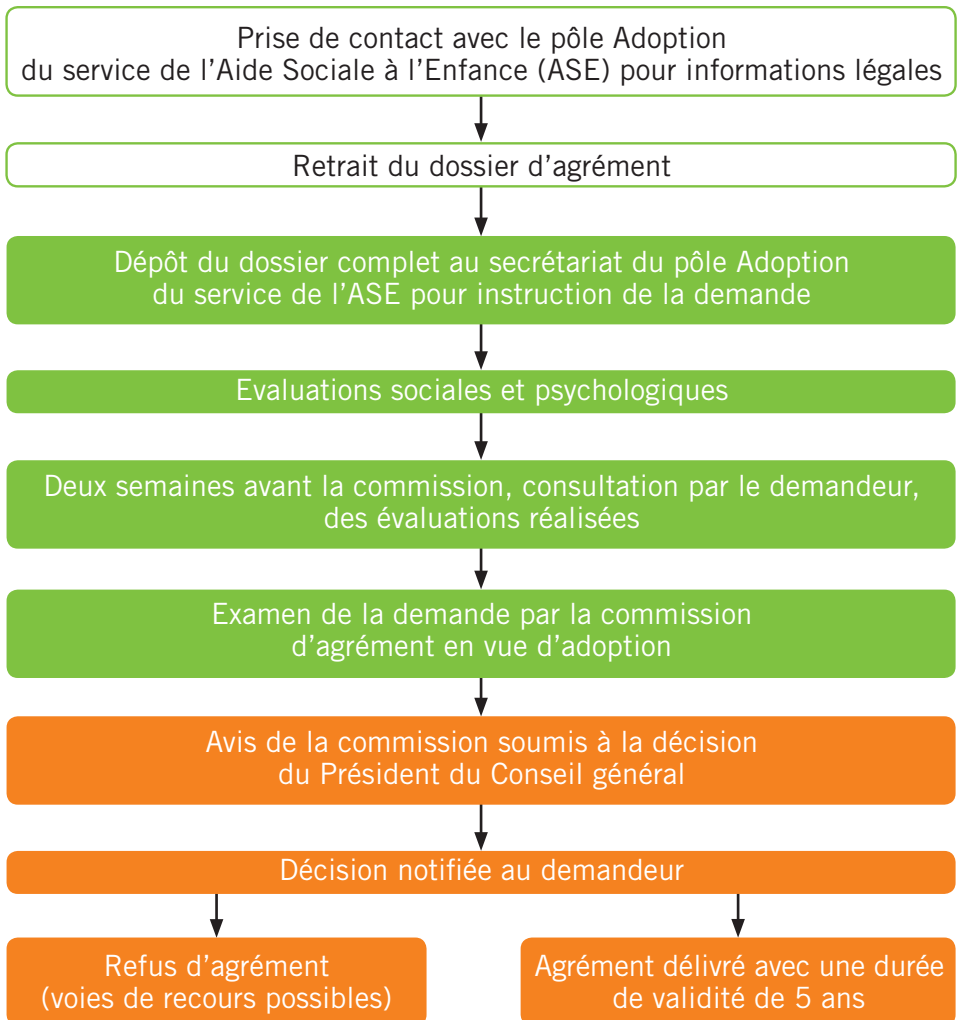 Prise de contact avec le pôle Adoption
du service de l’Aide Sociale à l’Enfance (ASE) pour informations légales
Retrait du dossier d’agrément
Dépôt du dossier complet au secrétariat du pôle Adoption
du service de l’ASE pour instruction de la demande
Evaluations sociales et psychologiques
Deux semaines avant la commission, consultation par le demandeur,
des évaluations réalisées
Examen de la demande par la commission
d’agrément en vue d’adoption
Avis de la commission soumis à la décision
du Président du Conseil général
Décision notifiée au demandeur
Refus d’agrément
(voies de recours possibles)
Agrément délivré avec une durée
de validité de 5 ans